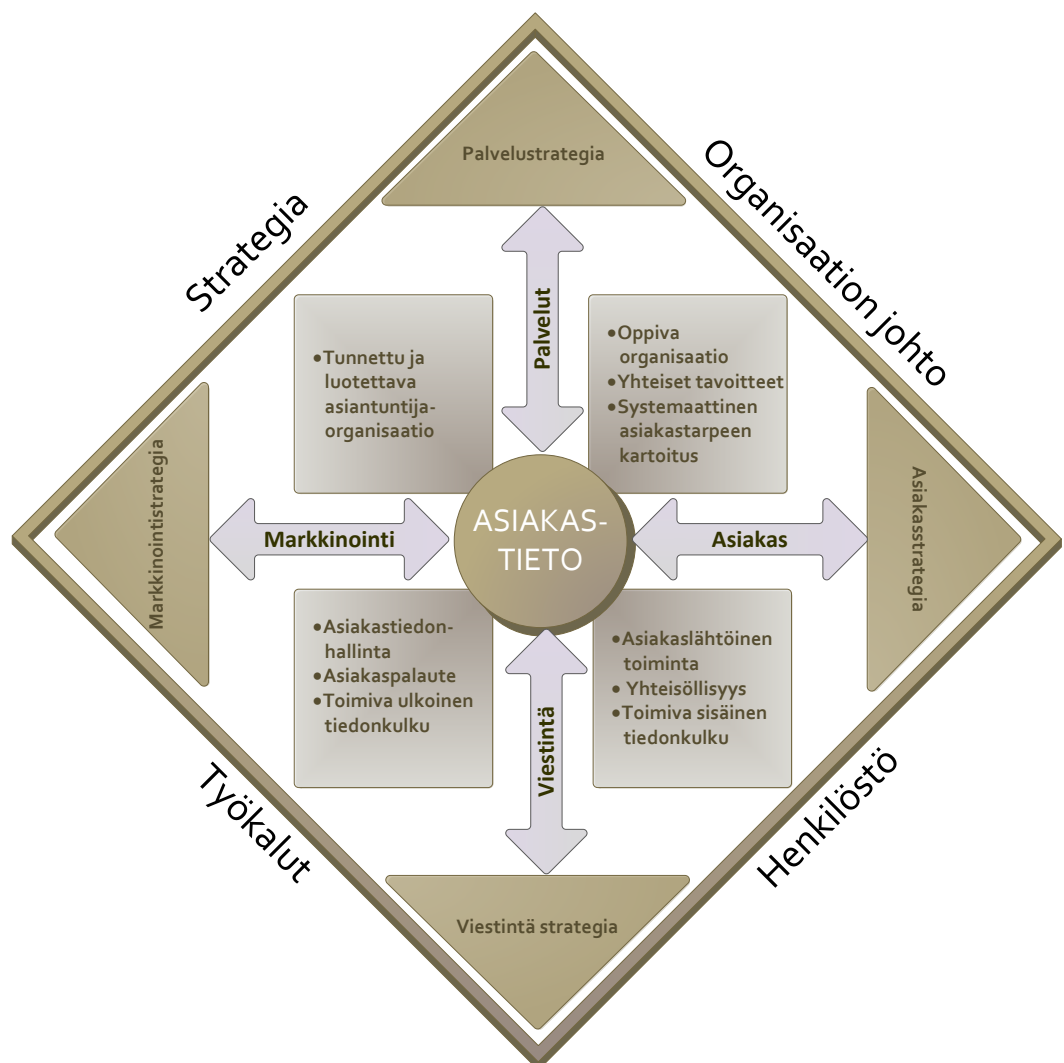 Palvelustrategia
Strategia
Organisaation johto
Palvelut
•Tunnettu ja
luotettava
asiantuntija-
organisaatio
•Oppiva
organisaatio
•Yhteiset tavoitteet
•Systemaattinen
asiakastarpeen
kartoitus
Markkinointistrategia
Markkinointi
ASIAKAS-
TIETO
Asiakas
Asiakasstrategia
•Asiakastiedon-
hallinta
•Asiakaspalaute
•Toimiva ulkoinen
tiedonkulku
•Asiakaslähtöinen
toiminta
• Yhteisöllisyys
•Toimiva sisäinen
tiedonkulku
Viestintä
Työkalut
Henkilöstö
Viestintä strategia